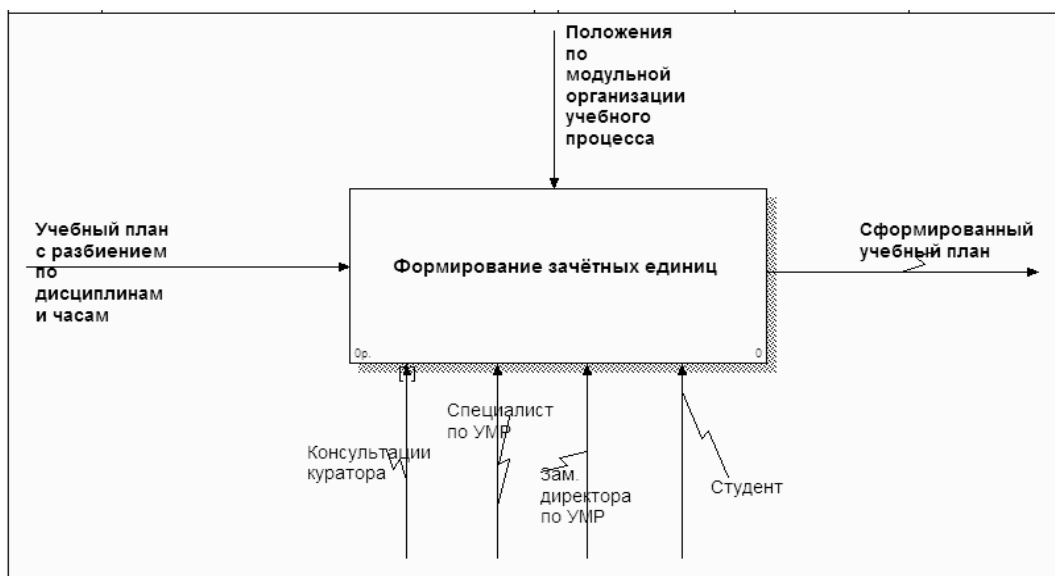 Положения
по
модульной
организации
учебного
процесса
Учебный план
с разбиением
по
дисциплинам
и часам
Формирование зачётных единиц
Сформированный
учебный план
0р.
0
Специалист
по УМР
Консультации
куратора
Зам.
директора
по УМР
Студент